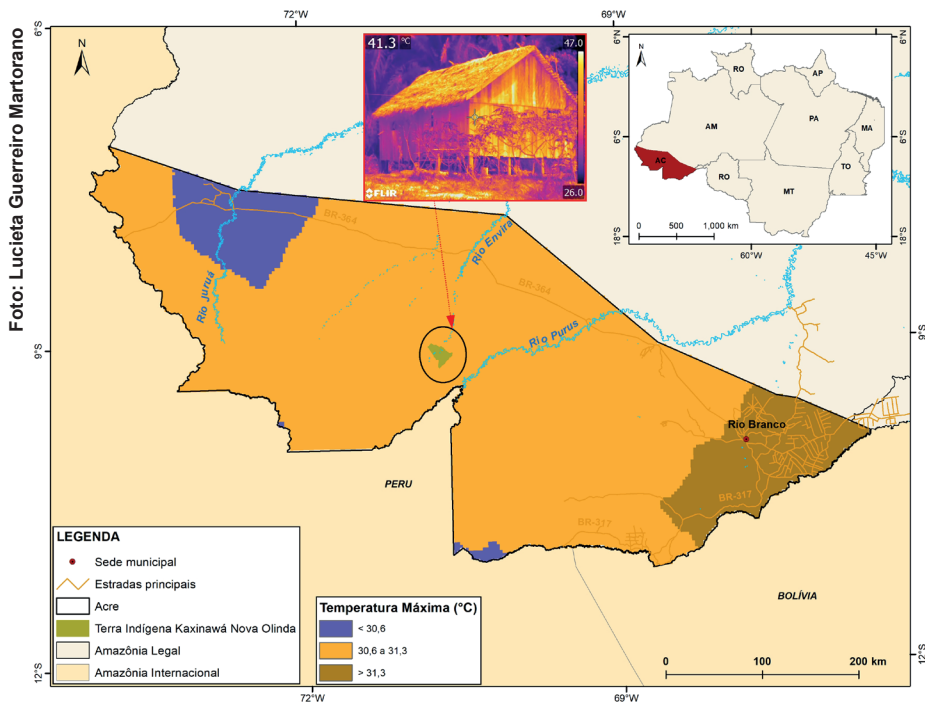 Foto: Lucieta Guerreiro Martorano
72°W
69°W
6°S
N
41.3 °C
47.0
FLIR
26.0
N
6°N
6°S
18°S
RO
AP
AM
PA
MA
AC
RO
TO
MT
0 500 1,000 km
60°W
45°W
BR-364
Rio Envira
Rio Juruá
BR-364
Rio Purus
9°S
9°S
Rio Branco
PERU
BR-317
BR-317
BOLÍVIA
LEGENDA
Sede municipal
Estradas principais
Acre
Terra Indígena Kaxinawá Nova Olinda
Amazônia Legal
Amazônia Internacional
Temperatura Máxima (°C)
< 30,6
30,6 a 31,3
> 31,3
0 100 200 km
12°S
12°S
72°W
69°W